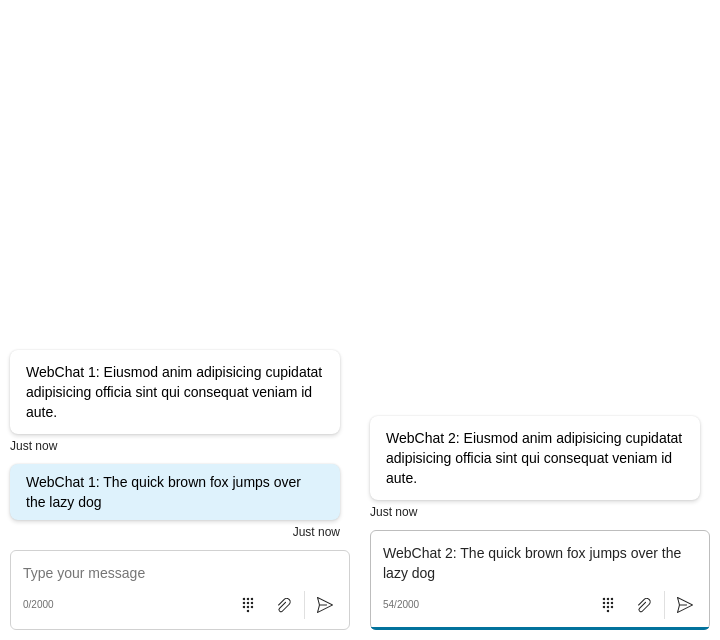 WebChat 1: Eiusmod anim adipisicing cupidatat
adipisicing officia sint qui consequat veniam id
aute.
Just now
WebChat 1: The quick brown fox jumps over
the lazy dog
Just now
Type your message
0/2000
WebChat 2: Eiusmod anim adipisicing cupidatat
adipisicing officia sint qui consequat veniam id
aute.
Just now
WebChat 2: The quick brown fox jumps over the
lazy dog
54/2000